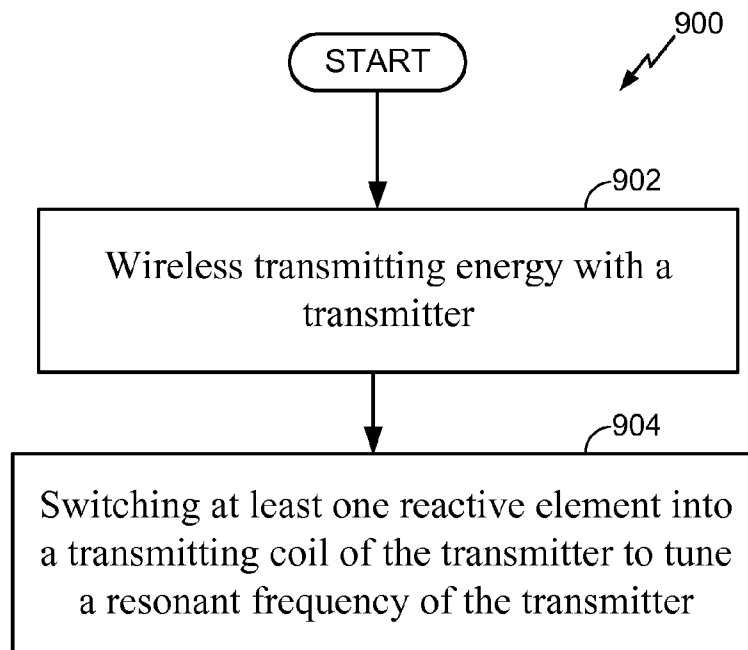 START
900
902
Wireless transmitting energy with a
transmitter
904
Switching at least one reactive element into
a transmitting coil of the transmitter to tune
a resonant frequency of the transmitter